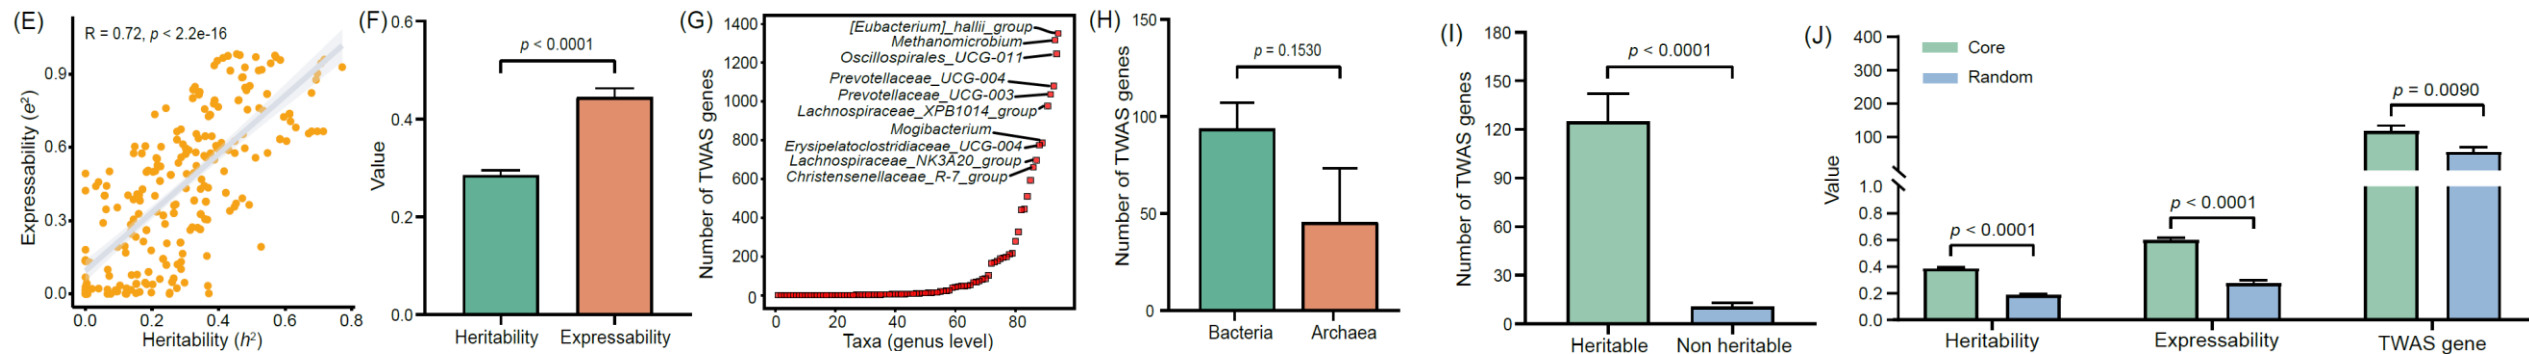 (E)
R = 0.72, p < 2.2e-16
Expressability (e²)
0.9
0.6
0.3
0.0
0.0 0.2 0.4 0.6 0.8
Heritability (h²)
(F)
Value
0.6
0.4
0.2
0.0
p < 0.0001
Heritability Expressability
(G)
Number of TWAS genes
1400
1200
1000
800
600
400
200
0
[Eubacterium]_hallii_group
Methanomicrobium
Oscillospirales_UCG-011
Prevotellaceae_UCG-004
Prevotellaceae_UCG-003
Lachnospiraceae_XPB1014_group
Mogibacterium
Erysipelatoclostridiaceae_UCG-004
Lachnospiraceae_NK3A20_group
Christensenellaceae_R-7_group
0 20 40 60 80
Taxa (genus level)
(H)
Number of TWAS genes
150
100
50
0
p = 0.1530
Bacteria Archaea
(I)
Number of TWAS genes
180
150
120
90
60
30
0
p < 0.0001
Heritable Non heritable
(J)
Value
400
300
200
100
1.0
0.8
0.6
0.4
0.2
0.0
Core
Random
p < 0.0001
p < 0.0001
p = 0.0090
Heritability Expressability TWAS gene